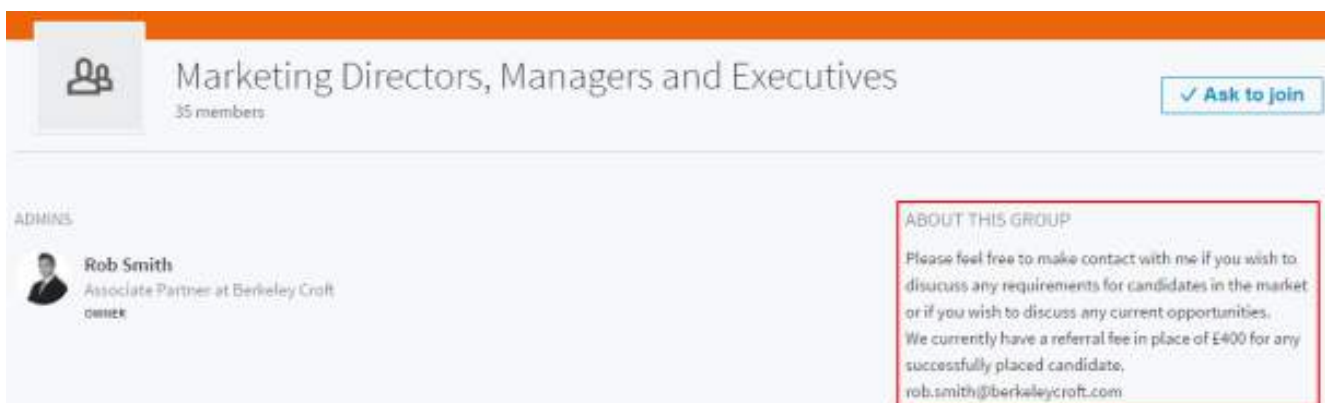 Marketing Directors, Managers and Executives
35 members
✓ Ask to join
ADMINS
Rob Smith
Associate Partner at Berkeley Croft
OWNER
ABOUT THIS GROUP
Please feel free to make contact with me if you wish to
disucuss any requirements for candidates in the market
or if you wish to discuss any current opportunities.
We currently have a referral fee in place of £400 for any
successfully placed candidate.
rob.smith@berkeleycroft.com